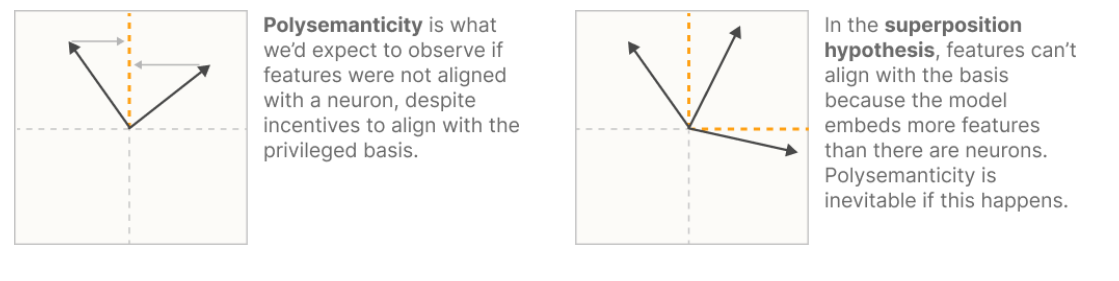 Polysemanticity is what
we’d expect to observe if
features were not aligned
with a neuron, despite
incentives to align with the
privileged basis.
In the superposition
hypothesis, features can’t
align with the basis
because the model
embeds more features
than there are neurons.
Polysemanticity is
inevitable if this happens.